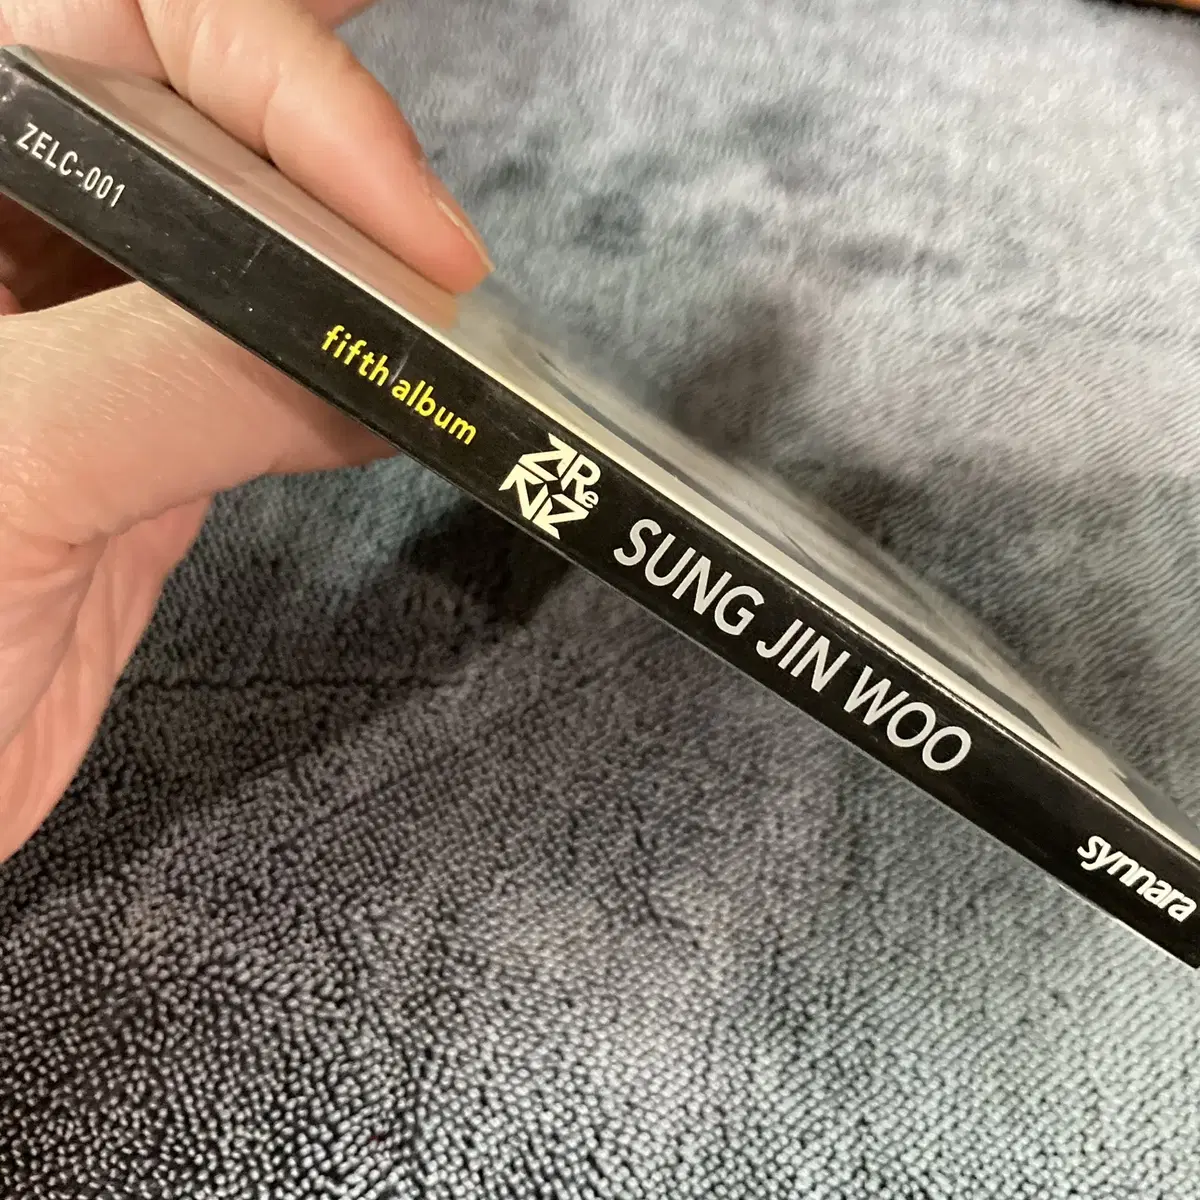 ZELC-001
fifth album
SUNG JIN WOO
synnara